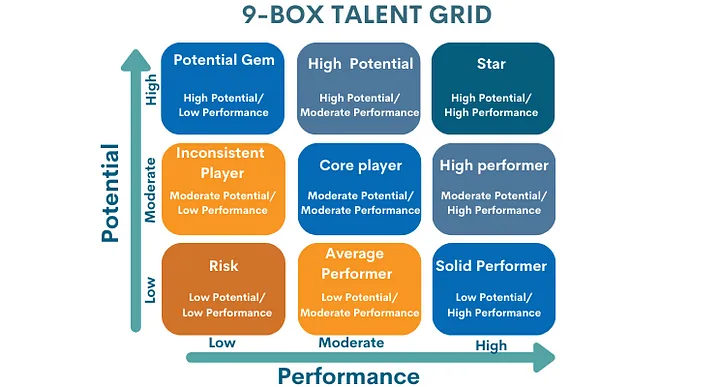 9-BOX TALENT GRID
Potential
High
Moderate
Low
Potential Gem
High Potential/
Low Performance
High Potential
High Potential/
Moderate Performance
Star
High Potential/
High Performance
Inconsistent
Player
Moderate Potential/
Low Performance
Core player
Moderate Potential/
Moderate Performance
High performer
Moderate Potential/
High Performance
Risk
Low Potential/
Low Performance
Average
Performer
Low Potential/
Moderate Performance
Solid Performer
Low Potential/
High Performance
Low
Moderate
High
Performance